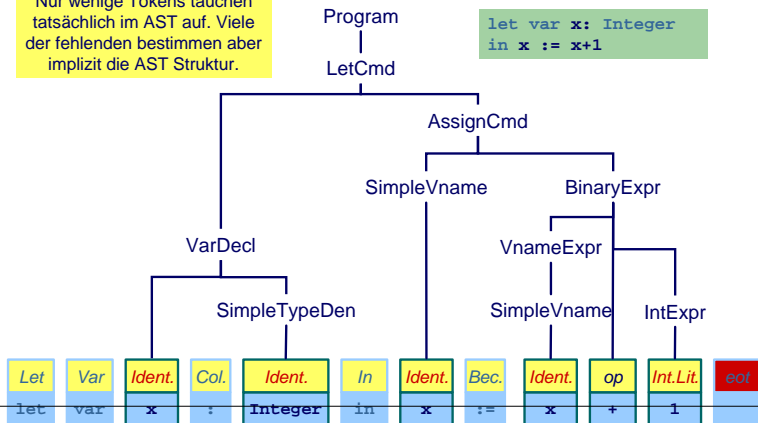 Nur wenige Tokens tauchen
tatsächlich im AST auf. Viele
der fehlenden bestimmen aber
implizit die AST Struktur.
Program
let var x: Integer
in x := x+1
LetCmd
AssignCmd
SimpleVname BinaryExpr
VarDecl VnameExpr
SimpleTypeDen SimpleVname IntExpr
Let Var Ident. Col. Ident. In Ident. Bec. Ident. op Int.Lit. eot
let var x : Integer in x := x + 1